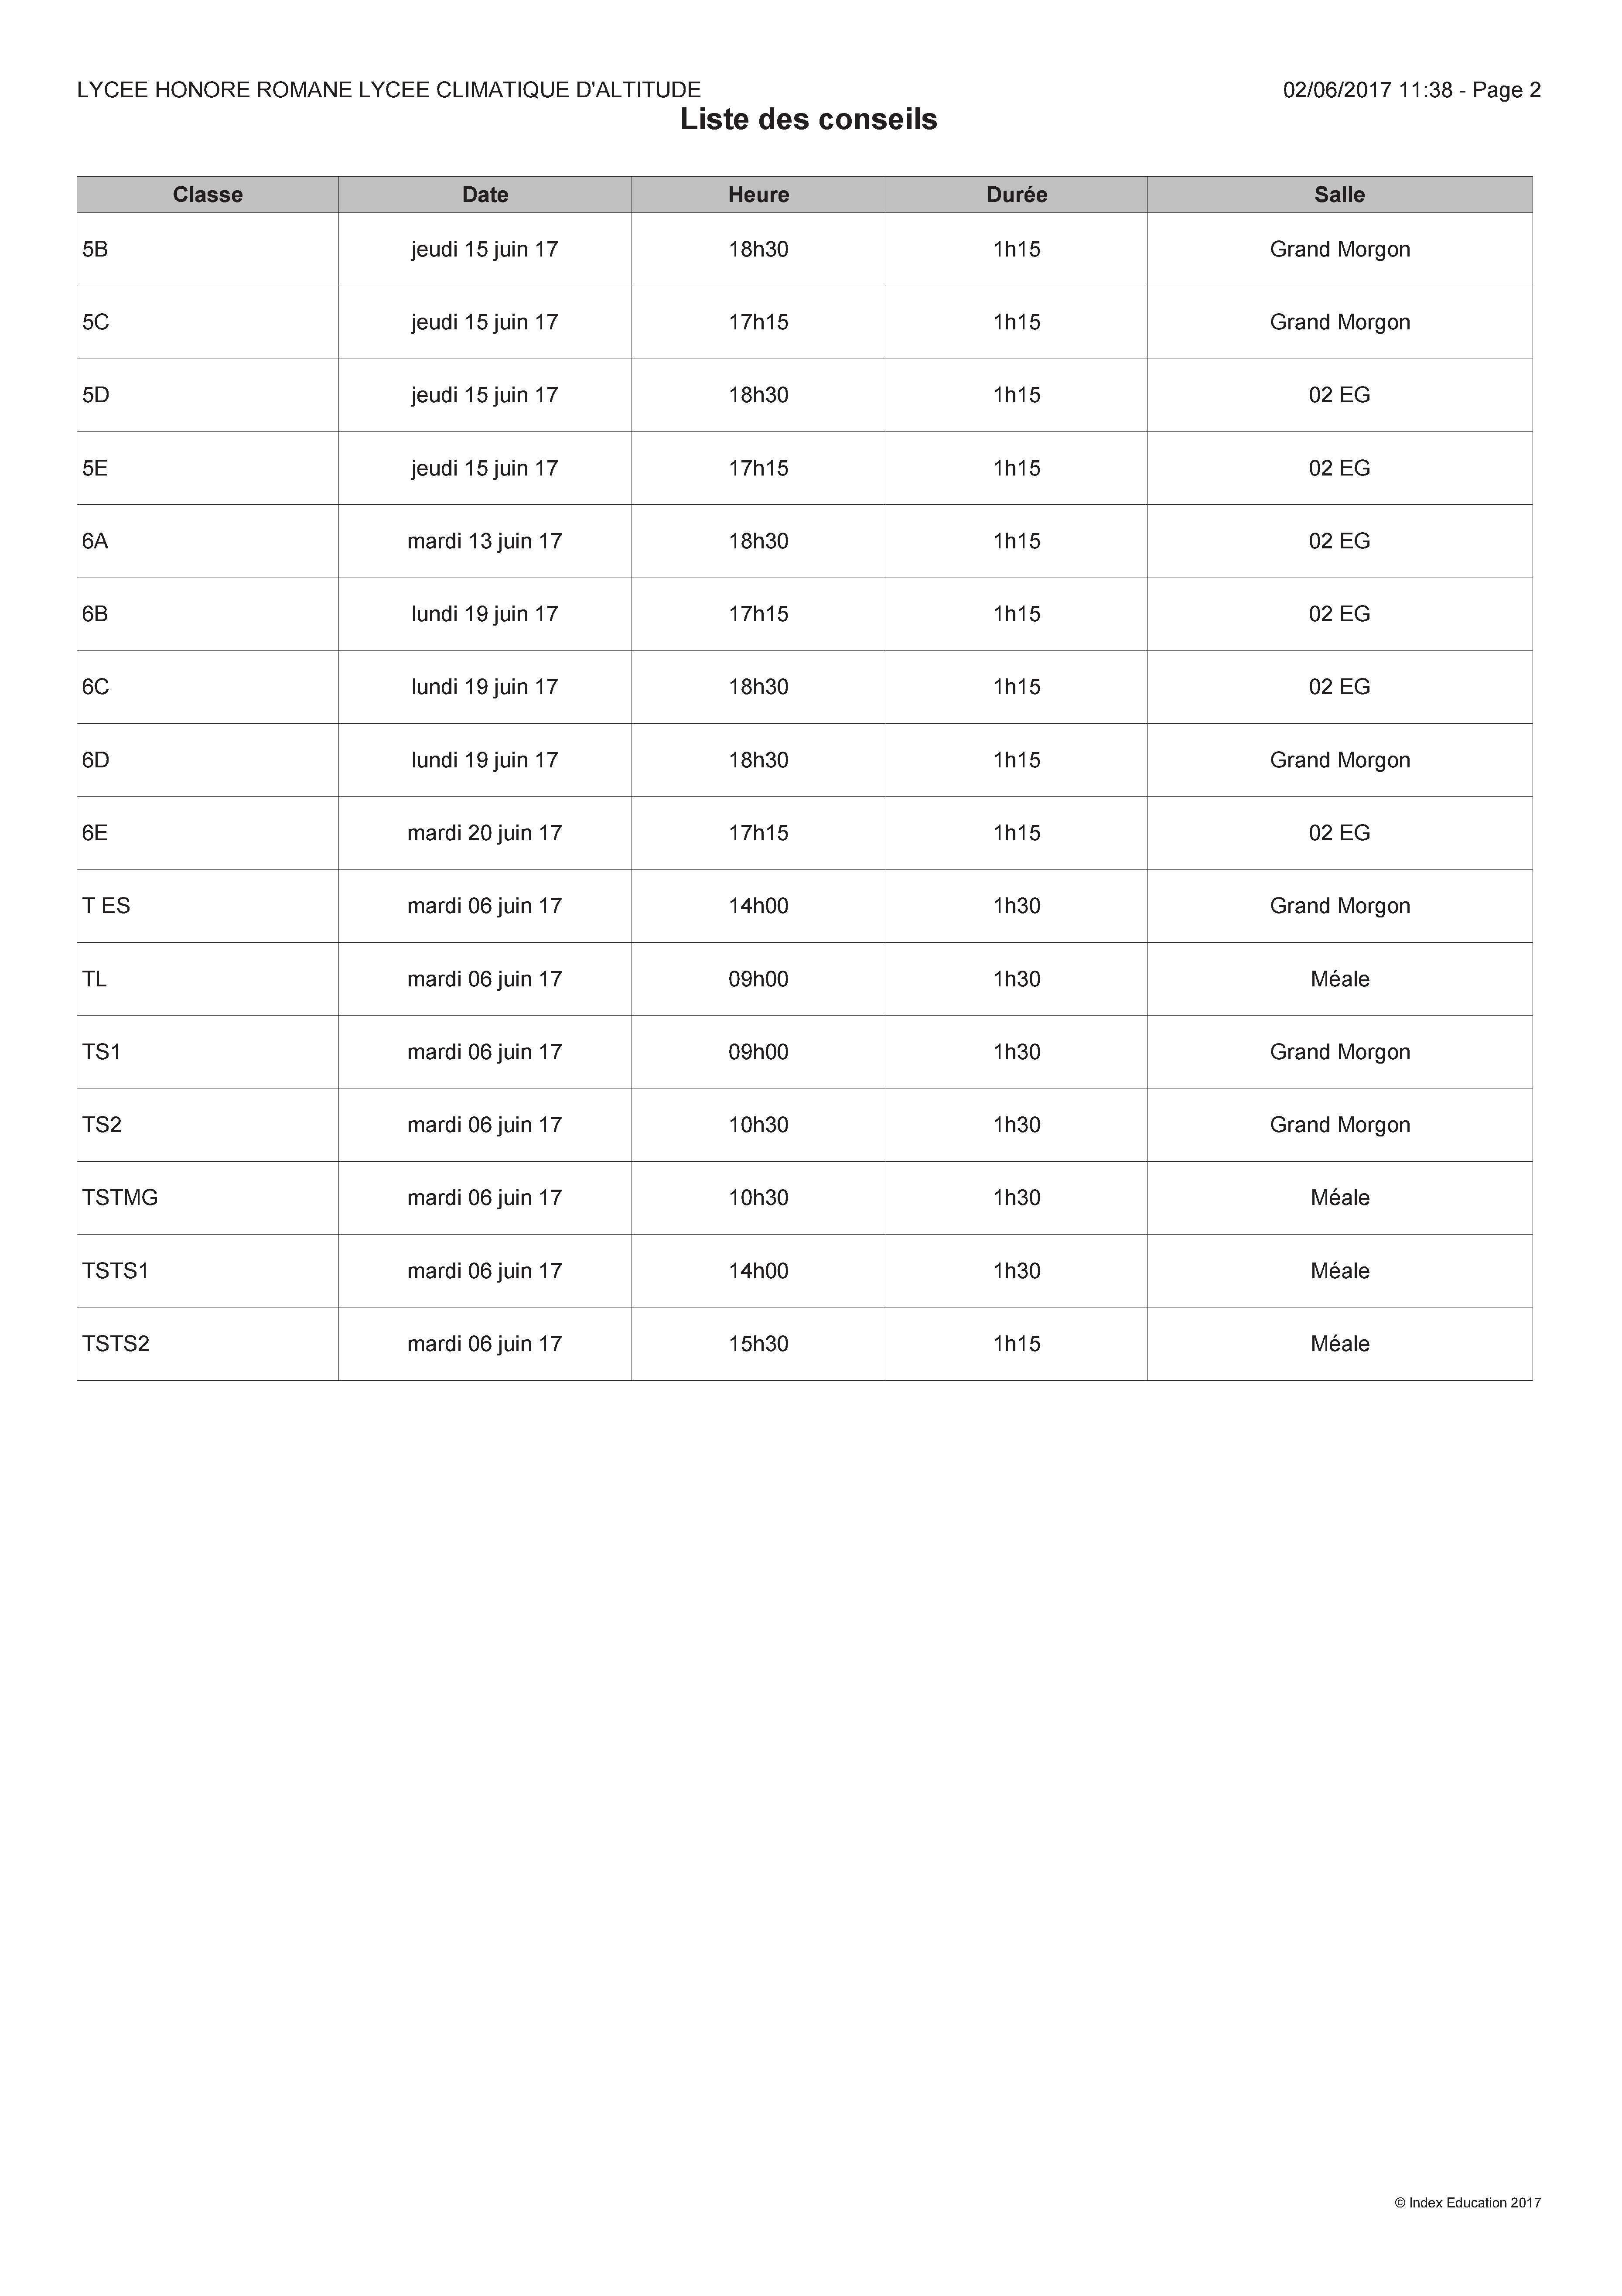 LYCEE HONORE ROMANE LYCEE CLIMATIQUE D'ALTITUDE 02/06/2017 11:38 - Page 2
Liste des conseils
Classe Date Heure Durée Salle
5B jeudi 15 juin 17 18h30 1h15 Grand Morgon
5C jeudi 15 juin 17 17h15 1h15 Grand Morgon
5D jeudi 15 juin 17 18h30 1h15 02 EG
5E jeudi 15 juin 17 17h15 1h15 02 EG
6A mardi 13 juin 17 18h30 1h15 02 EG
6B lundi 19 juin 17 17h15 1h15 02 EG
6C lundi 19 juin 17 18h30 1h15 02 EG
6D lundi 19 juin 17 18h30 1h15 Grand Morgon
6E mardi 20 juin 17 17h15 1h15 02 EG
T ES mardi 06 juin 17 14h00 1h30 Grand Morgon
TL mardi 06 juin 17 09h00 1h30 Méale
TS1 mardi 06 juin 17 09h00 1h30 Grand Morgon
TS2 mardi 06 juin 17 10h30 1h30 Grand Morgon
TSTMG mardi 06 juin 17 10h30 1h30 Méale
TSTS1 mardi 06 juin 17 14h00 1h30 Méale
TSTS2 mardi 06 juin 17 15h30 1h15 Méale
© Index Education 2017